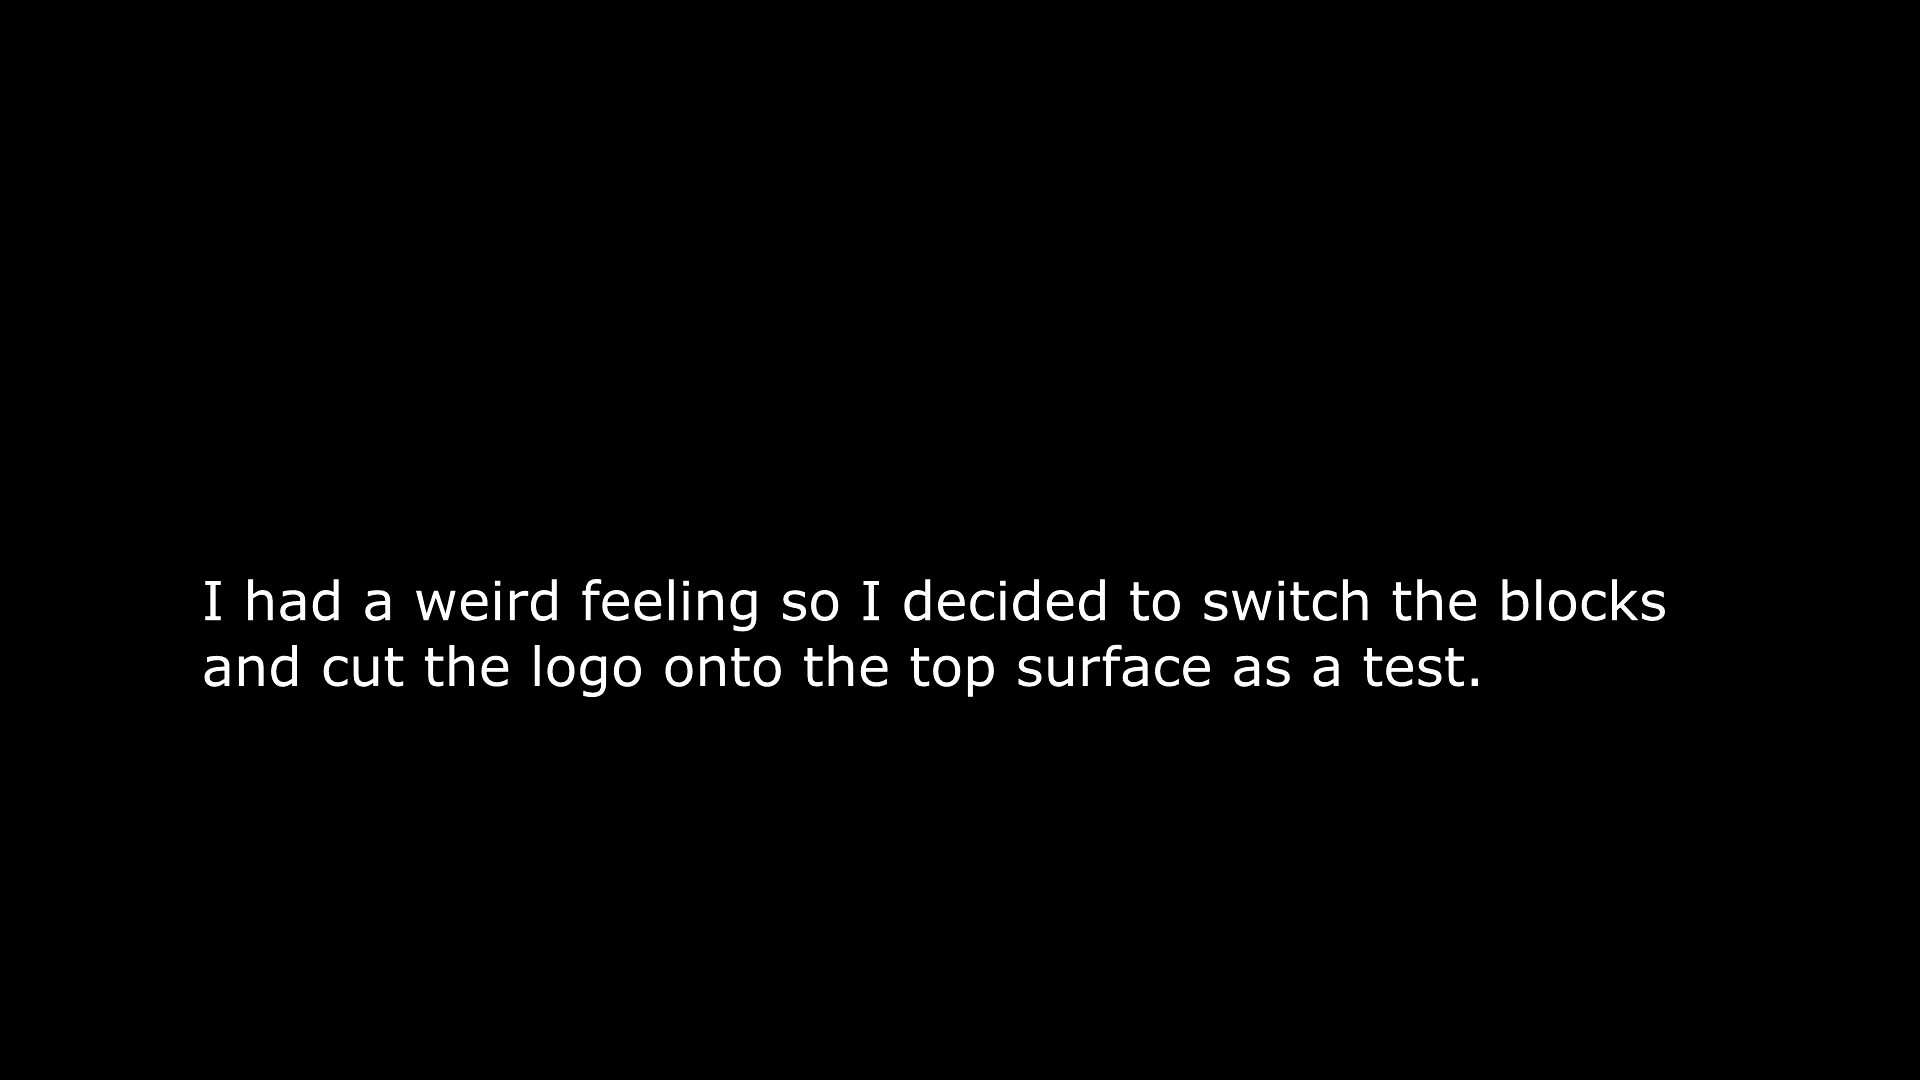 I had a weird feeling so I decided to switch the blocks
and cut the logo onto the top surface as a test.